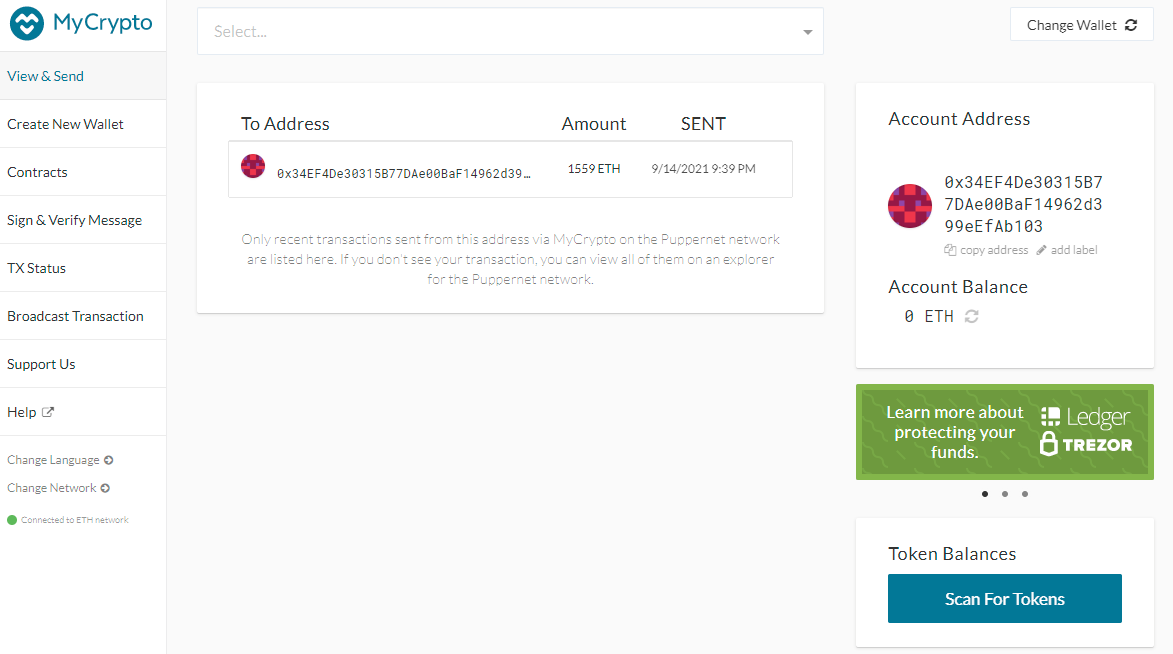 MyCrypto
View & Send
Create New Wallet
Contracts
Sign & Verify Message
TX Status
Broadcast Transaction
Support Us
Help
Change Language
Change Network
Connected to ETH network
Select...
To Address Amount SENT
0x34EF4De30315B77DAe00BaF14962d39… 1559 ETH 9/14/2021 9:39 PM
Only recent transactions sent from this address via MyCrypto on the Puppernet network
are listed here. If you don't see your transaction, you can view all of them on an explorer
for the Puppernet network.
Change Wallet
Account Address
0x34EF4De30315B7
7DAe00BaF14962d3
99eEfAb103
copy address add label
Account Balance
0 ETH
Learn more about
protecting your
funds.
Ledger
TREZOR
Token Balances
Scan For Tokens